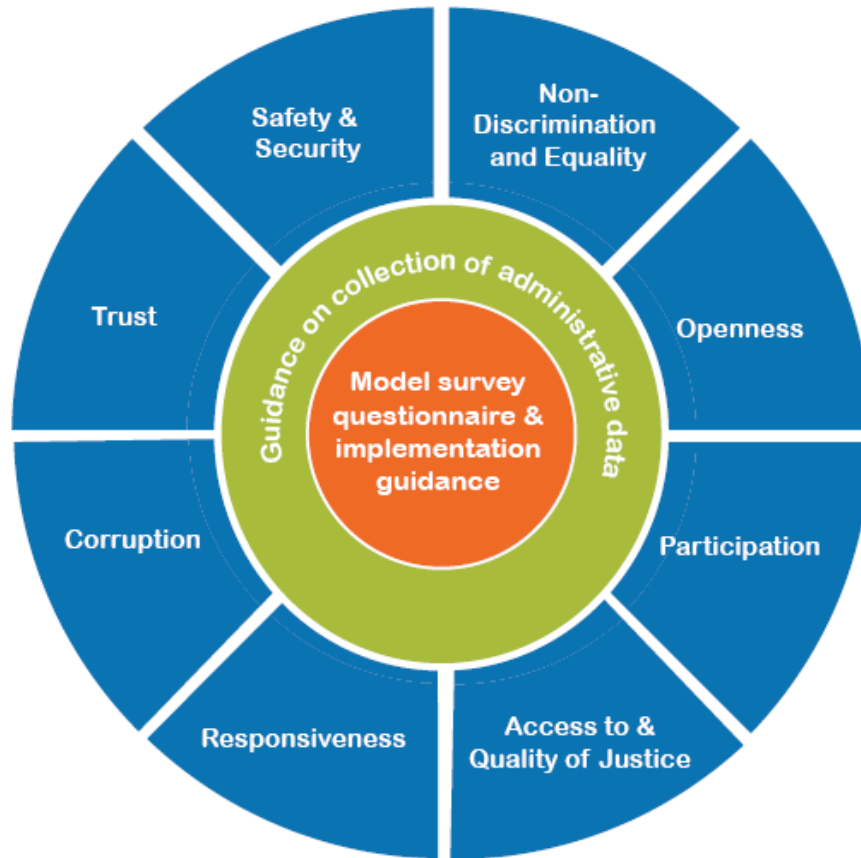 Safety &
Security
Non-
Discrimination
and Equality
Trust
Openness
Guidance on collection of administrative data
Model survey
questionnaire &
implementation
guidance
Corruption
Participation
Responsiveness
Access to &
Quality of Justice